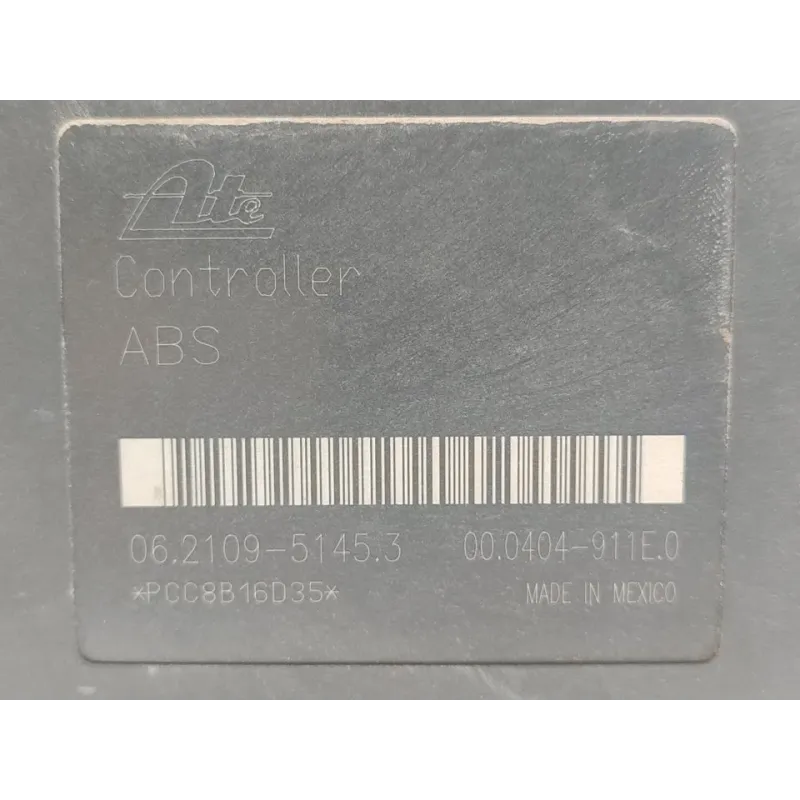 Ate
Controller
ABS
06.2109-5145.3 00.0404-911E.0
*PCC8B16D35* MADE IN MEXICO